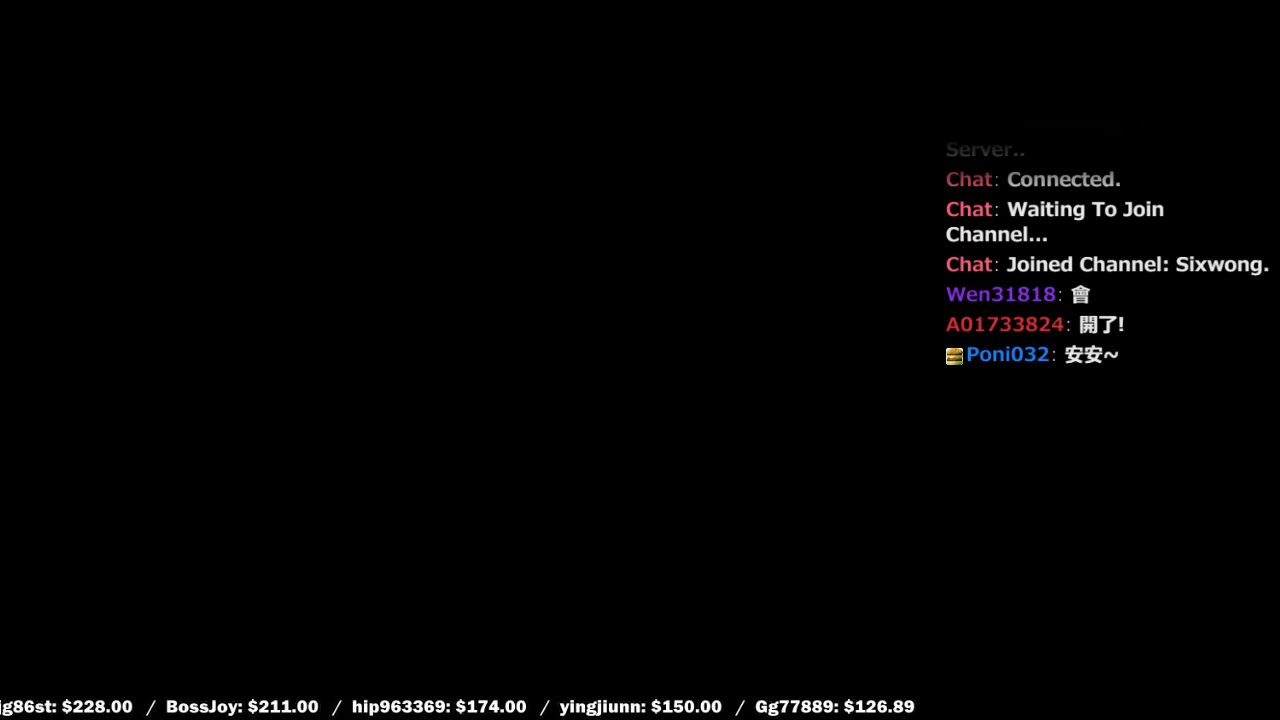 Server..
Chat: Connected.
Chat: Waiting To Join
Channel...
Chat: Joined Channel: Sixwong.
Wen31818: 會
A01733824: 開了!
Poni032: 安安~
jg86st: $228.00 / BossJoy: $211.00 / hip963369: $174.00 / yingjiunn: $150.00 / Gg77889: $126.89